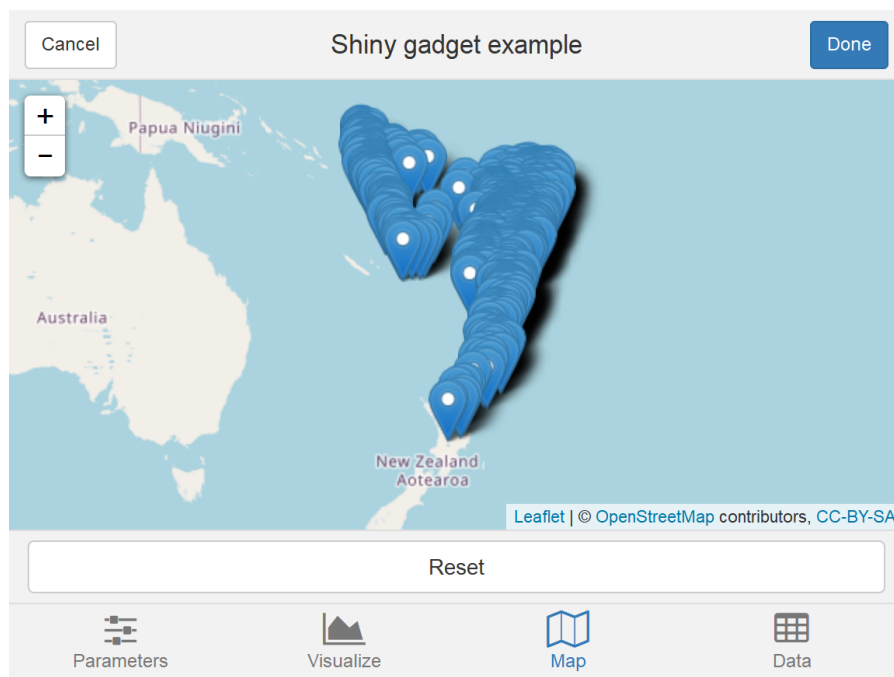 Cancel
Shiny gadget example
Done
+
−
Papua Niugini
Australia
New Zealand
Aotearoa
Leaflet | © OpenStreetMap contributors, CC-BY-SA
Reset
Parameters
Visualize
Map
Data